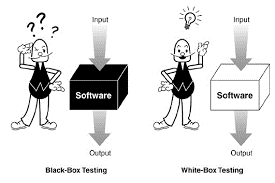 ? ? ?
Input
Software
Output
Black-Box Testing
Input
Software
Output
White-Box Testing